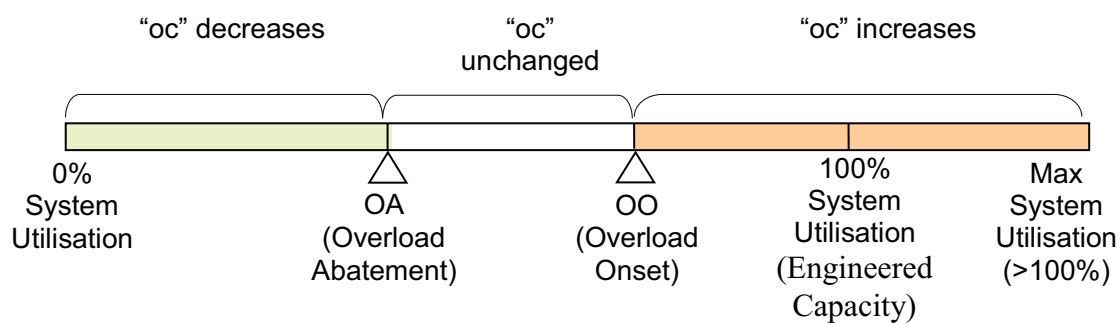 “oc” decreases
“oc”
unchanged
“oc” increases
0%
System
Utilisation
OA
(Overload
Abatement)
OO
(Overload
Onset)
100%
System
Utilisation
(Engineered
Capacity)
Max
System
Utilisation
(>100%)